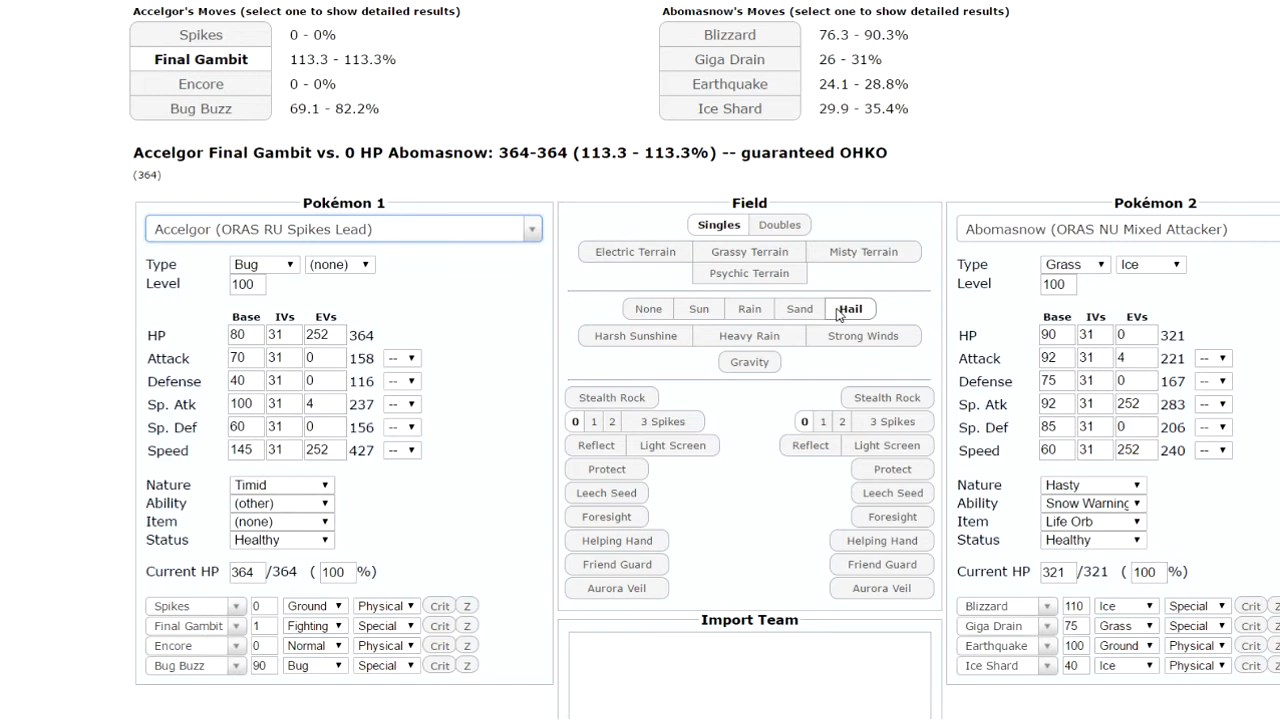 Accelgor's Moves (select one to show detailed results) Abomasnow's Moves (select one to show detailed results)
Spikes 0 - 0% Blizzard 76.3 - 90.3%
Final Gambit 113.3 - 113.3% Giga Drain 26 - 31%
Encore 0 - 0% Earthquake 24.1 - 28.8%
Bug Buzz 69.1 - 82.2% Ice Shard 29.9 - 35.4%
Accelgor Final Gambit vs. 0 HP Abomasnow: 364-364 (113.3 - 113.3%) -- guaranteed OHKO
(364)
Pokémon 1
Accelgor (ORAS RU Spikes Lead)
Type Bug (none)
Level 100
Base IVs EVs
HP 80 31 252 364
Attack 70 31 0 158 --
Defense 40 31 0 116 --
Sp. Atk 100 31 4 237 --
Sp. Def 60 31 0 156 --
Speed 145 31 252 427 --
Nature Timid
Ability (other)
Item (none)
Status Healthy
Current HP 364 /364 ( 100 %)
Spikes 0 Ground Physical Crit Z
Final Gambit 1 Fighting Special Crit Z
Encore 0 Normal Physical Crit Z
Bug Buzz 90 Bug Special Crit Z
Field
Singles Doubles
Electric Terrain Grassy Terrain Misty Terrain
Psychic Terrain
None Sun Rain Sand Hail
Harsh Sunshine Heavy Rain Strong Winds
Gravity
Stealth Rock Stealth Rock
0 1 2 3 Spikes 0 1 2 3 Spikes
Reflect Light Screen Reflect Light Screen
Protect Protect
Leech Seed Leech Seed
Foresight Foresight
Helping Hand Helping Hand
Friend Guard Friend Guard
Aurora Veil Aurora Veil
Import Team
Pokémon 2
Abomasnow (ORAS NU Mixed Attacker)
Type Grass Ice
Level 100
Base IVs EVs
HP 90 31 0 321
Attack 92 31 4 221 --
Defense 75 31 0 167 --
Sp. Atk 92 31 252 283 --
Sp. Def 85 31 0 206 --
Speed 60 31 252 240 --
Nature Hasty
Ability Snow Warning
Item Life Orb
Status Healthy
Current HP 321 /321 ( 100 %)
Blizzard 110 Ice Special Crit Z
Giga Drain 75 Grass Special Crit Z
Earthquake 100 Ground Physical Crit Z
Ice Shard 40 Ice Physical Crit Z